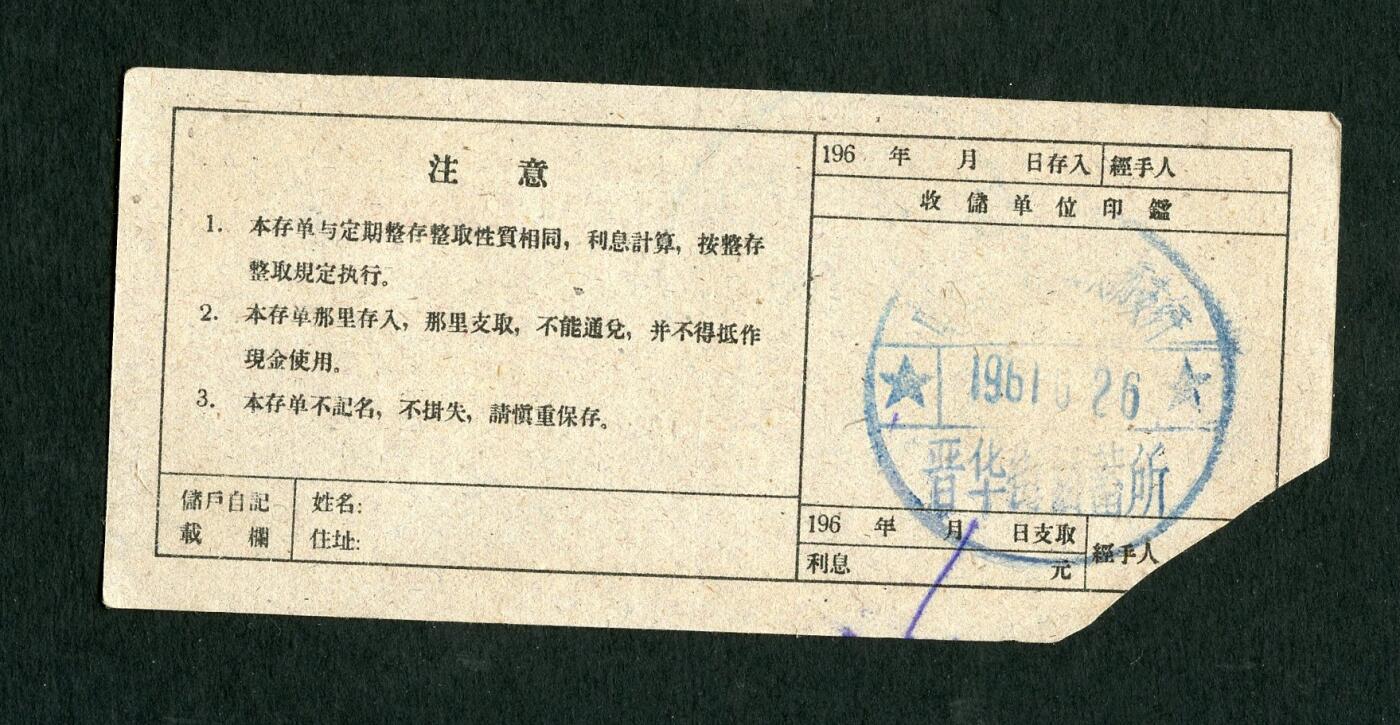 注 意
1. 本存单与定期整存整取性質相同，利息計算，按整存
整取規定执行。
2. 本存单那里存入，那里支取，不能通兑，并不得抵作
現金使用。
3. 本存单不記名，不掛失，請慎重保存。
儲戶自記
載 欄
姓名：
住址：
196 年 月 日存入 經手人
收 儲 单 位 印 鑑
1961 6 26
晋华 蓄所
196 年 月 日支取
經手人
利息 元